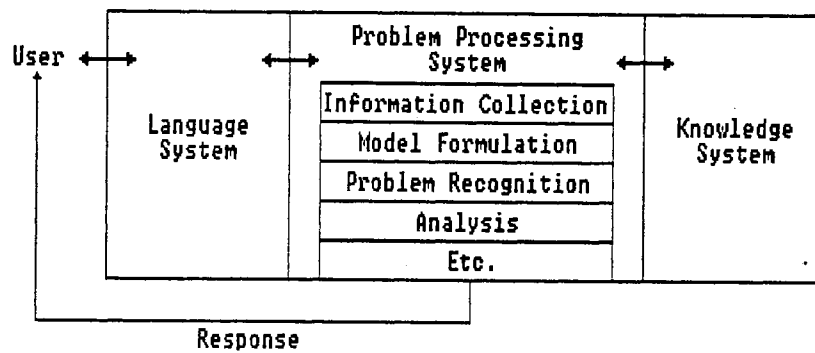 User
Language
System
Problem Processing
System
Information Collection
Model Formulation
Problem Recognition
Analysis
Etc.
Knowledge
System
Response